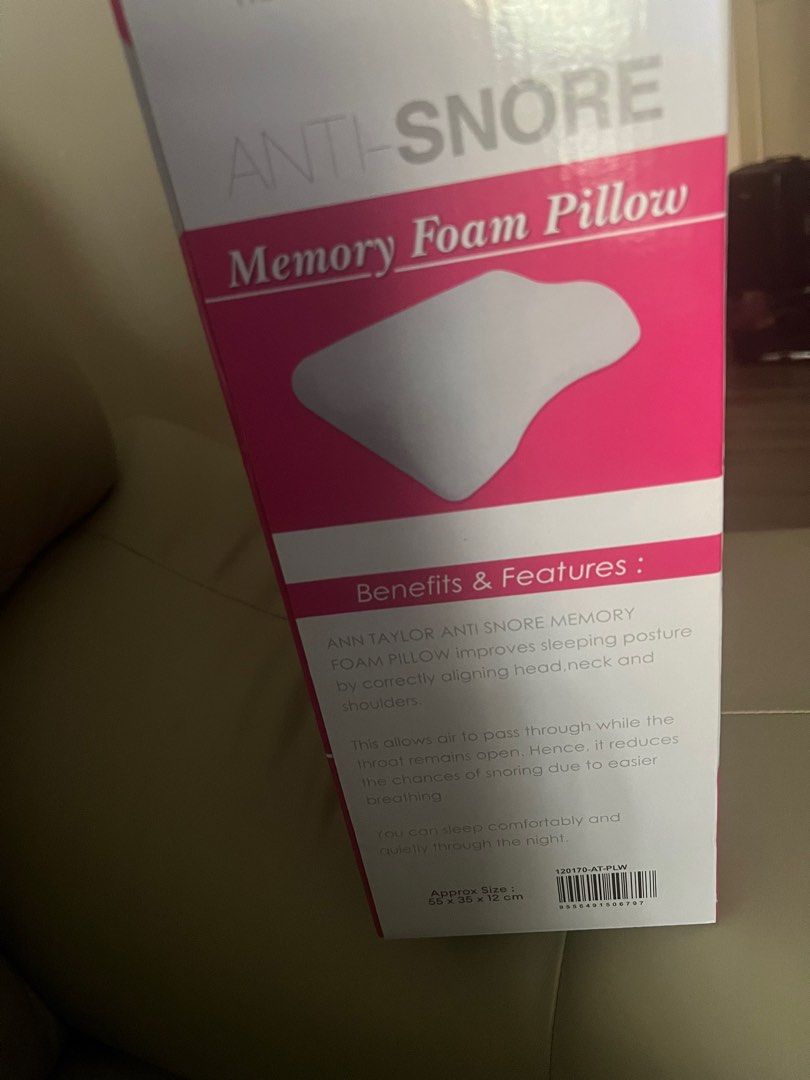 ANTI-SNORE
Memory Foam Pillow
Benefits & Features :
ANN TAYLOR ANTI SNORE MEMORY
FOAM PILLOW improves sleeping posture
by correctly aligning head,neck and
shoulders.
This allows air to pass through while the
throat remains open. Hence, it reduces
the chances of snoring due to easier
breathing
You can sleep comfortably and
quietly through the night.
Approx Size :
55 x 35 x 12 cm
120170-AT-PLW
9556491506797